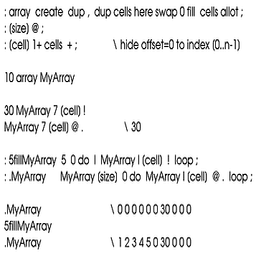 : array create dup , dup cells here swap 0 fill cells allot ;
: (size) @ ;
: (cell) 1+ cells + ; \ hide offset=0 to index (0..n-1)
10 array MyArray
30 MyArray 7 (cell) !
MyArray 7 (cell) @ . \ 30
: 5fillMyArray 5 0 do I MyArray I (cell) ! loop ;
: .MyArray MyArray (size) 0 do MyArray I (cell) @ . loop ;
.MyArray \ 0 0 0 0 0 0 30 0 0 0
5fillMyArray
.MyArray \ 1 2 3 4 5 0 30 0 0 0